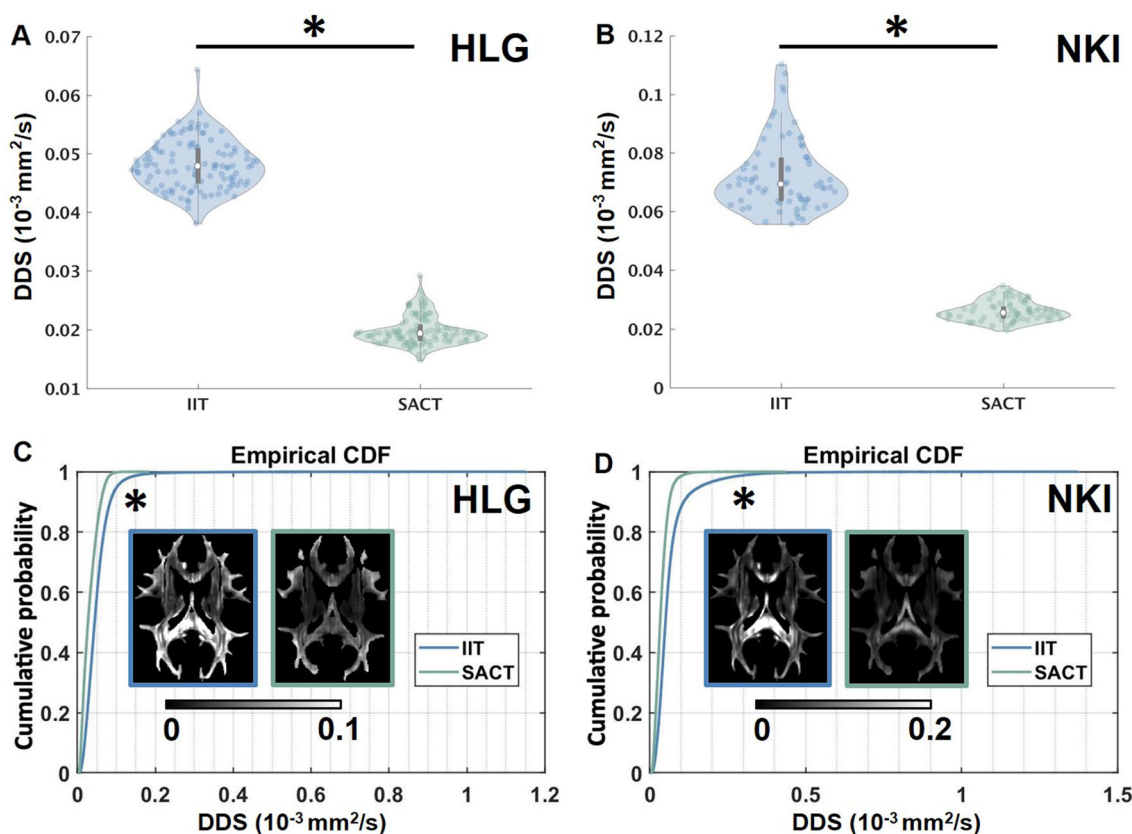 A
*
HLG
DDS (10⁻³ mm²/s)
0.07
0.06
0.05
0.04
0.03
0.02
0.01
IIT SACT
B
*
NKI
DDS (10⁻³ mm²/s)
0.12
0.1
0.08
0.06
0.04
0.02
0
IIT SACT
C
Empirical CDF
HLG
*
Cumulative probability
1
0.8
0.6
0.4
0.2
0
IIT
SACT
0 0.1
0 0.2 0.4 0.6 0.8 1 1.2
DDS (10⁻³ mm²/s)
D
Empirical CDF
NKI
*
Cumulative probability
1
0.8
0.6
0.4
0.2
0
IIT
SACT
0 0.2
0 0.5 1 1.5
DDS (10⁻³ mm²/s)